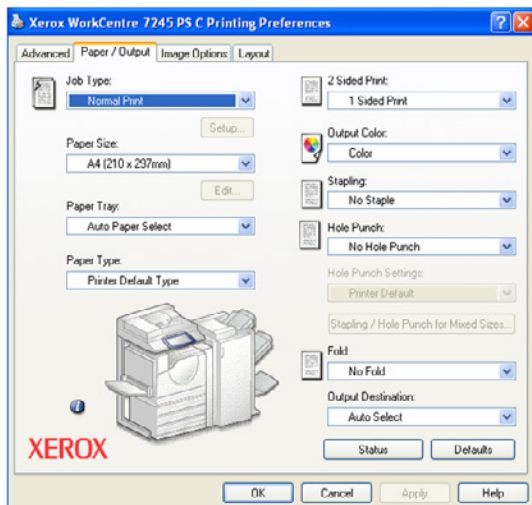 Xerox WorkCentre 7245 PS C Printing Preferences
Advanced Paper / Output Image Options Layout
Job Type:
Normal Print
Setup...
Paper Size:
A4 (210 x 297mm)
Edit...
Paper Tray:
Auto Paper Select
Paper Type:
Printer Default Type
XEROX
2 Sided Print:
1 Sided Print
Output Color:
Color
Stapling:
No Staple
Hole Punch:
No Hole Punch
Hole Punch Settings:
Printer Default
Stapling / Hole Punch for Mixed Sizes...
Fold
No Fold
Output Destination:
Auto Select
Status Defaults
OK Cancel Apply Help